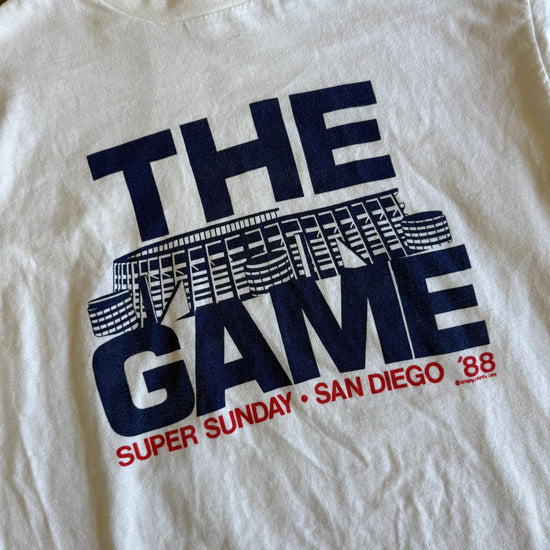 THE
GAME
SUPER SUNDAY • SAN DIEGO '88